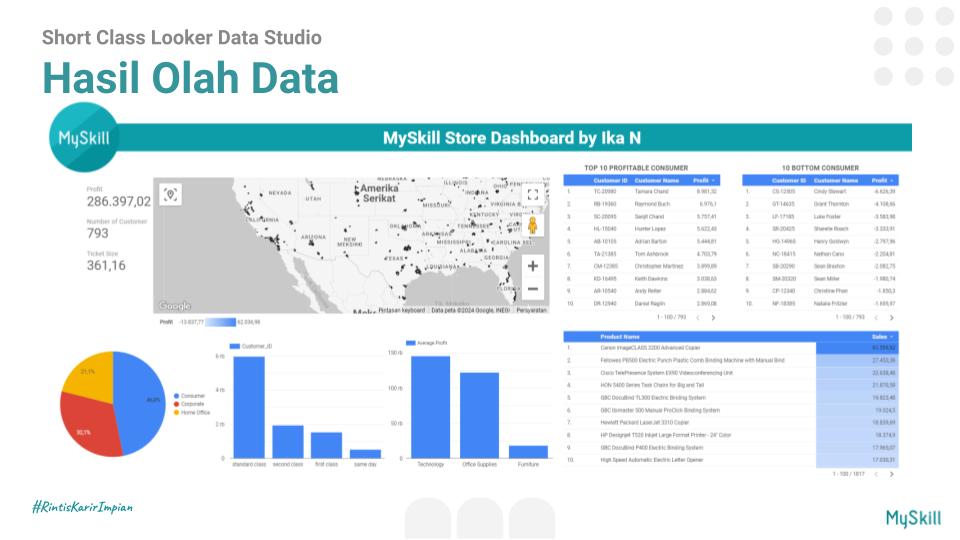 Short Class Looker Data Studio
Hasil Olah Data
MySkill
MySkill Store Dashboard by Ika N
Profit
286.397,02
Number of Customer
793
Ticket Size
361,16
NEVADA
UTAH
CALIFORNIA
ARIZONA
NEW MEKSIKO
Amerika Serikat
ILLINOIS
INDIANA
OHIO
MISSOURI
KENTUCKY
VIRGINIA
TENNESSEE
MISSISSIPPI
ALABAMA
GEORGIA
TEXAS
LOUISIANA
FLORIDA
Google
Pintasan keyboard
Data peta ©2024 Google, INEGI
Persyaratan
Profit -13.837,77 62.036,98
TOP 10 PROFITABLE CONSUMER
Customer ID Customer Name Profit
1. TC-20980 Tamara Chand 8.981,32
2. RB-19360 Raymond Buch 6.976,1
3. SC-20095 Sanjit Chand 5.757,41
4. HL-15040 Hunter Lopez 5.622,43
5. AB-10105 Adrian Barton 5.444,81
6. TA-21385 Tom Ashbrook 4.703,79
7. CM-12385 Christopher Martinez 3.899,89
8. KD-16495 Keith Dawkins 3.038,63
9. AR-10540 Andy Reiter 2.884,62
10. DR-12940 Daniel Raglin 2.869,08
1 - 100 / 793
10 BOTTOM CONSUMER
Customer ID Customer Name Profit
1. CS-12505 Cindy Stewart -6.626,39
2. GT-14635 Grant Thornton -4.108,66
3. LF-17185 Luke Foster -3.583,98
4. SR-20425 Sharelle Roach -3.333,91
5. HG-14965 Henry Goldwyn -2.797,96
6. NC-18415 Nathan Cano -2.204,81
7. SB-20290 Sean Braxton -2.082,75
8. SM-20320 Sean Miller -1.980,74
9. CP-12340 Christine Phan -1.850,3
10. NF-18385 Natalie Fritzler -1.695,97
1 - 100 / 793
21,1%
30,1%
Consumer
Corporate
Home Office
Customer_ID
6 rb
4 rb
2 rb
0
standard class
second class
first class
same day
Average Profit
150 rb
100 rb
50 rb
0
Technology
Office Supplies
Furniture
Product Name Sales
1. Canon imageCLASS 2200 Advanced Copier
2. Fellowes PB500 Electric Punch Plastic Comb Binding Machine with Manual Bind 27.453,38
3. Cisco TelePresence System EX90 Videoconferencing Unit 22.638,48
4. HON 5400 Series Task Chairs for Big and Tall 21.870,58
5. GBC DocuBind TL300 Electric Binding System 19.823,48
6. GBC Ibimaster 500 Manual ProClick Binding System 19.024,5
7. Hewlett Packard LaserJet 3310 Copier 18.839,69
8. HP DesignJet T520 Inkjet Large Format Printer - 24" Color 18.374,9
9. GBC DocuBind P400 Electric Binding System 17.965,07
10. High Speed Automatic Electric Letter Opener 17.030,31
1 - 100 / 1817
#RintisKarirImpian
MySkill